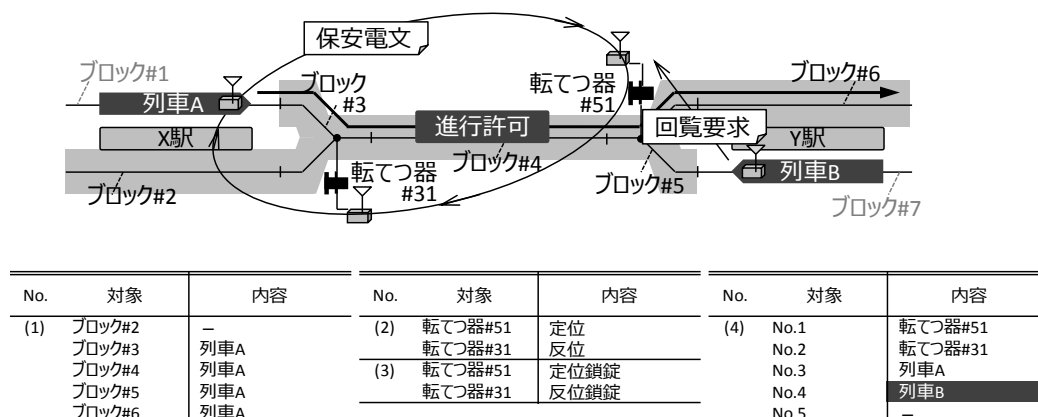 保安電文
ブロック#1
列車A
ブロック
#3
転てつ器
#51
ブロック#6
X駅
進行許可
回覧要求
Y駅
ブロック#4
転てつ器
#31
ブロック#5
列車B
ブロック#2
ブロック#7
No. 対象 内容 No. 対象 内容 No. 対象 内容
(1) ブロック#2 – (2) 転てつ器#51 定位 (4) No.1 転てつ器#51
ブロック#3 列車A 転てつ器#31 反位 No.2 転てつ器#31
ブロック#4 列車A (3) 転てつ器#51 定位鎖錠 No.3 列車A
ブロック#5 列車A 転てつ器#31 反位鎖錠 No.4 列車B
ブロック#6 列車A No.5 –